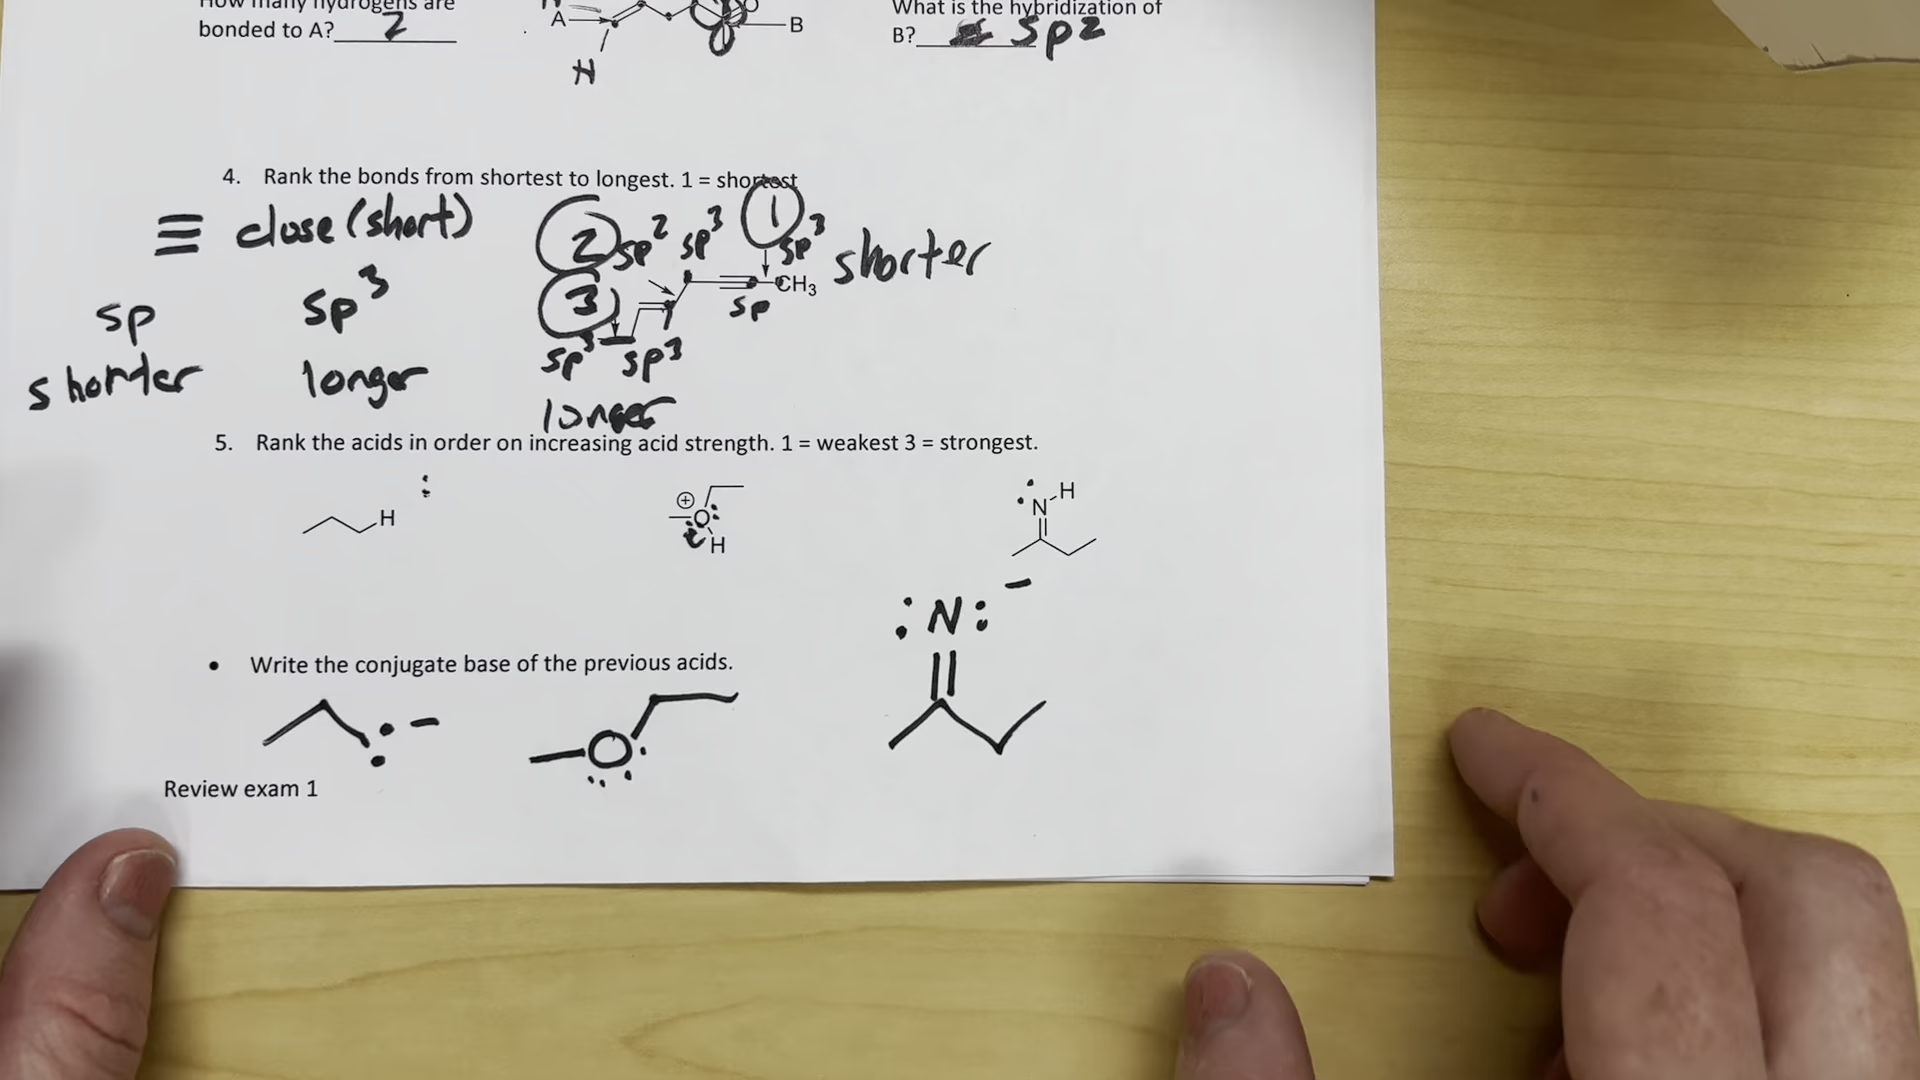 How many hydrogens are
bonded to A? 2
A
H
B
What is the hybridization of
B? sp2
4. Rank the bonds from shortest to longest. 1 = shortest
≡ close (short)
sp sp³
shorter longer
2 sp² sp³ 1 sp³ shorter
3 CH₃
sp
sp³ sp³
longer
5. Rank the acids in order on increasing acid strength. 1 = weakest 3 = strongest.
H
⊕
O
H
N H
:N: −
• Write the conjugate base of the previous acids.
−
O
Review exam 1